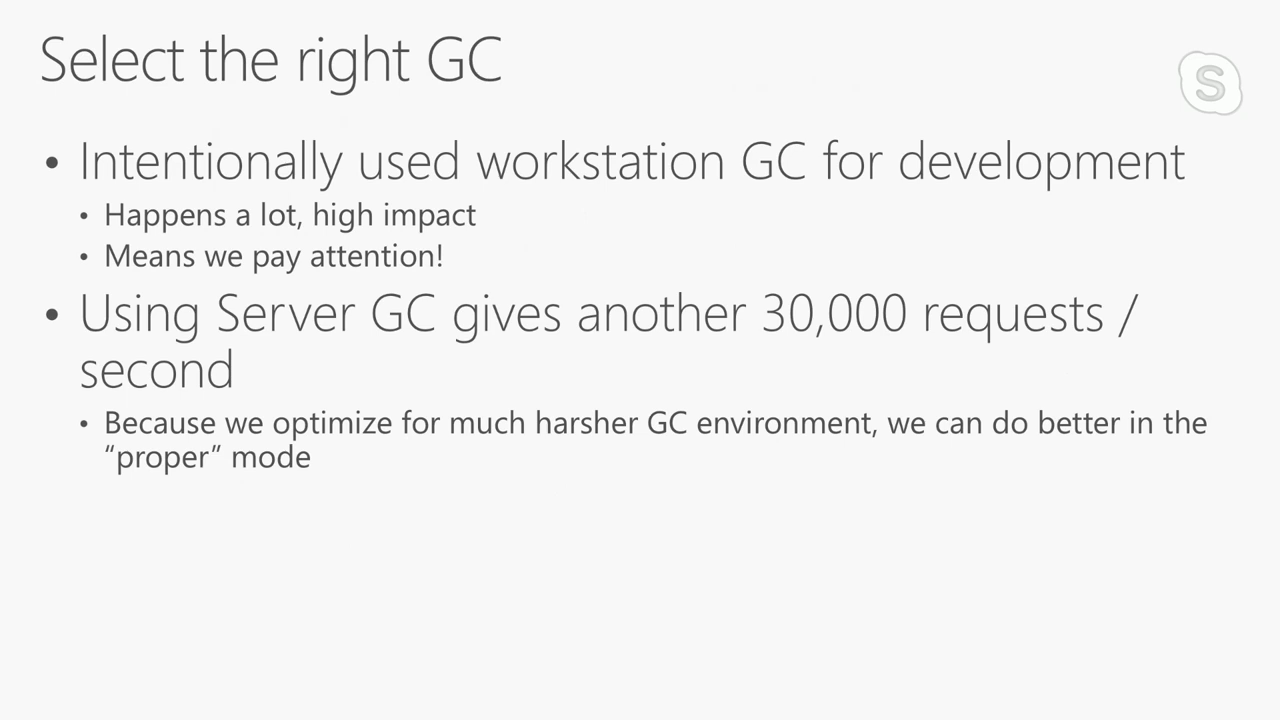 Select the right GC
S
• Intentionally used workstation GC for development
• Happens a lot, high impact
• Means we pay attention!
• Using Server GC gives another 30,000 requests /
second
• Because we optimize for much harsher GC environment, we can do better in the
“proper” mode